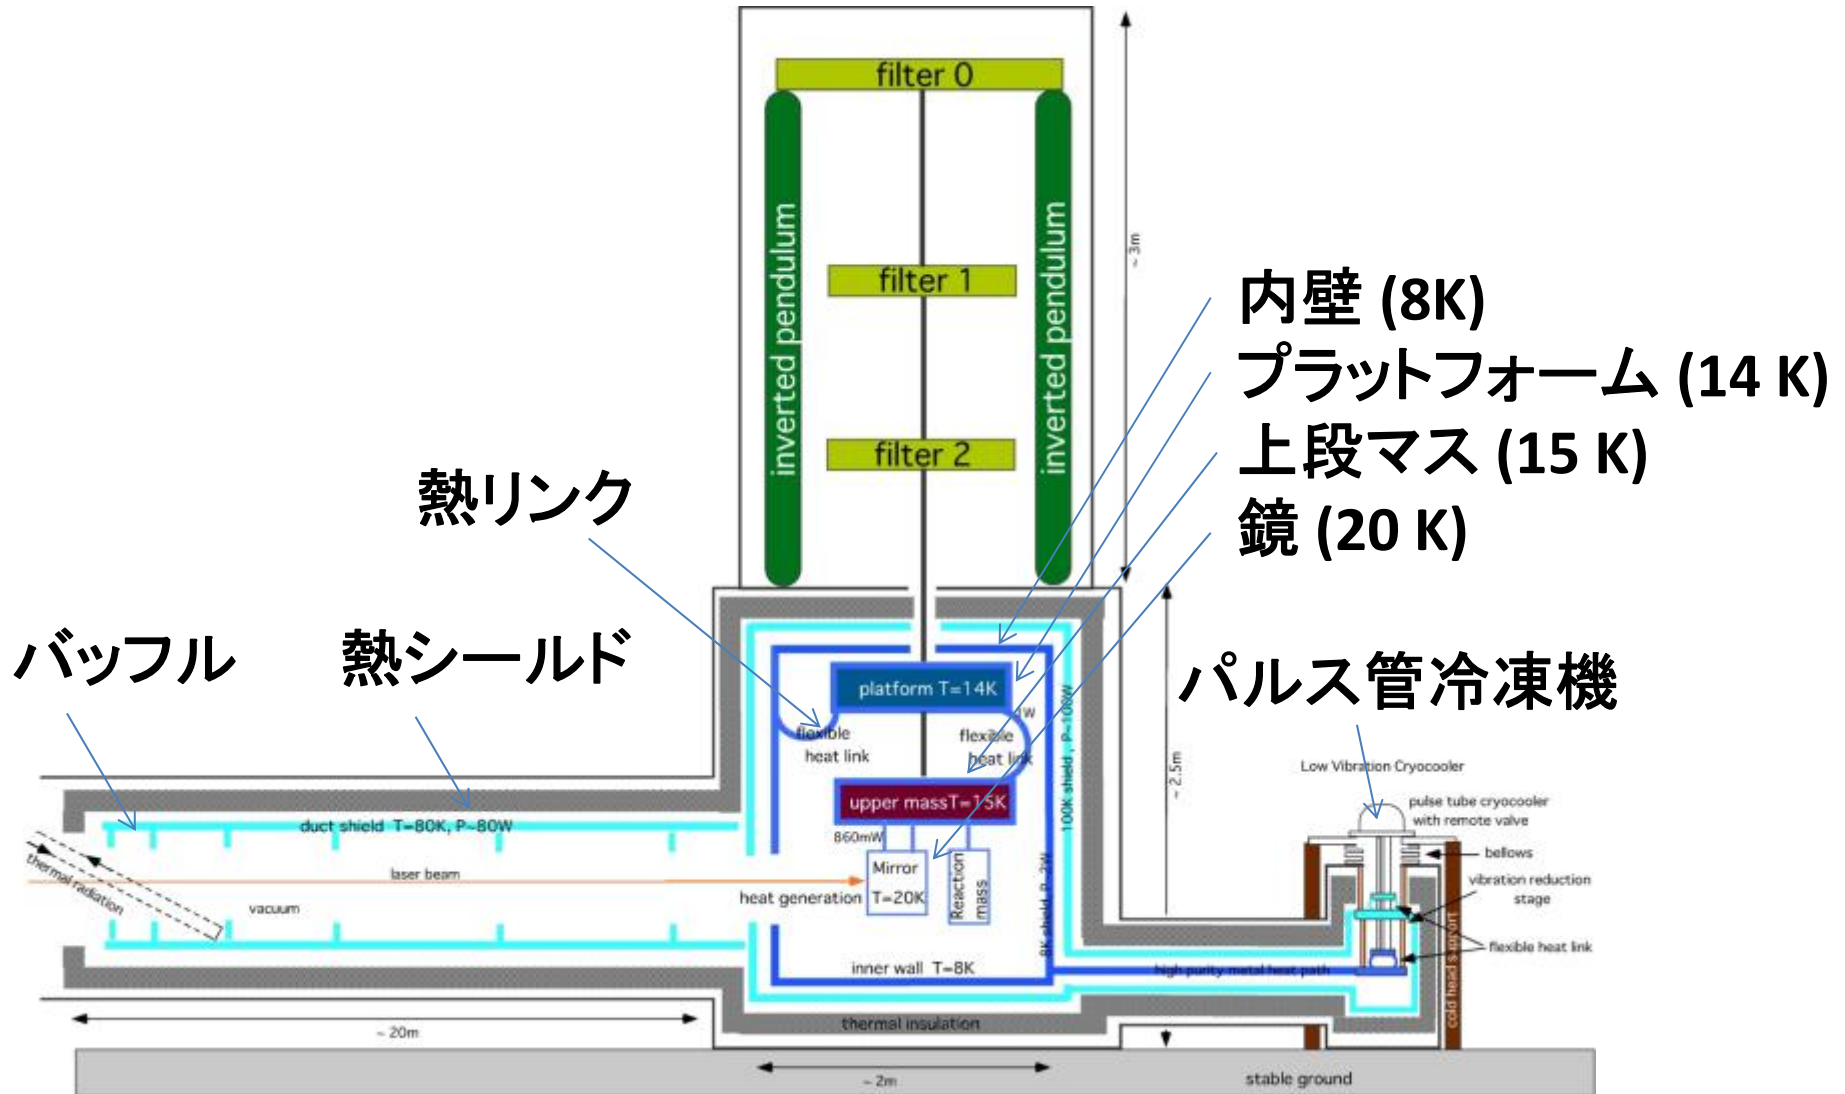 filter 0
inverted pendulum
inverted pendulum
~ 3m
filter 1
filter 2
内壁 (8K)
プラットフォーム (14 K)
上段マス (15 K)
鏡 (20 K)
熱リンク
バッフル
熱シールド
パルス管冷凍機
platform T=14K
1W
flexible
heat link
flexible
heat link
100K shield, P~100W
~2.5m
Low Vibration Cryocooler
upper massT=15K
pulse tube cryocooler
with remote valve
duct shield T=80K, P~80W
860mW
bellows
thermal radiation
laser beam
Mirror
T=20K
Reaction
mass
heat generation
vacuum
8K shield, P~2W
vibration reduction
stage
flexible heat link
cold head support
inner wall T=8K
high purity metal heat path
thermal insulation
~ 20m
~ 2m
stable ground